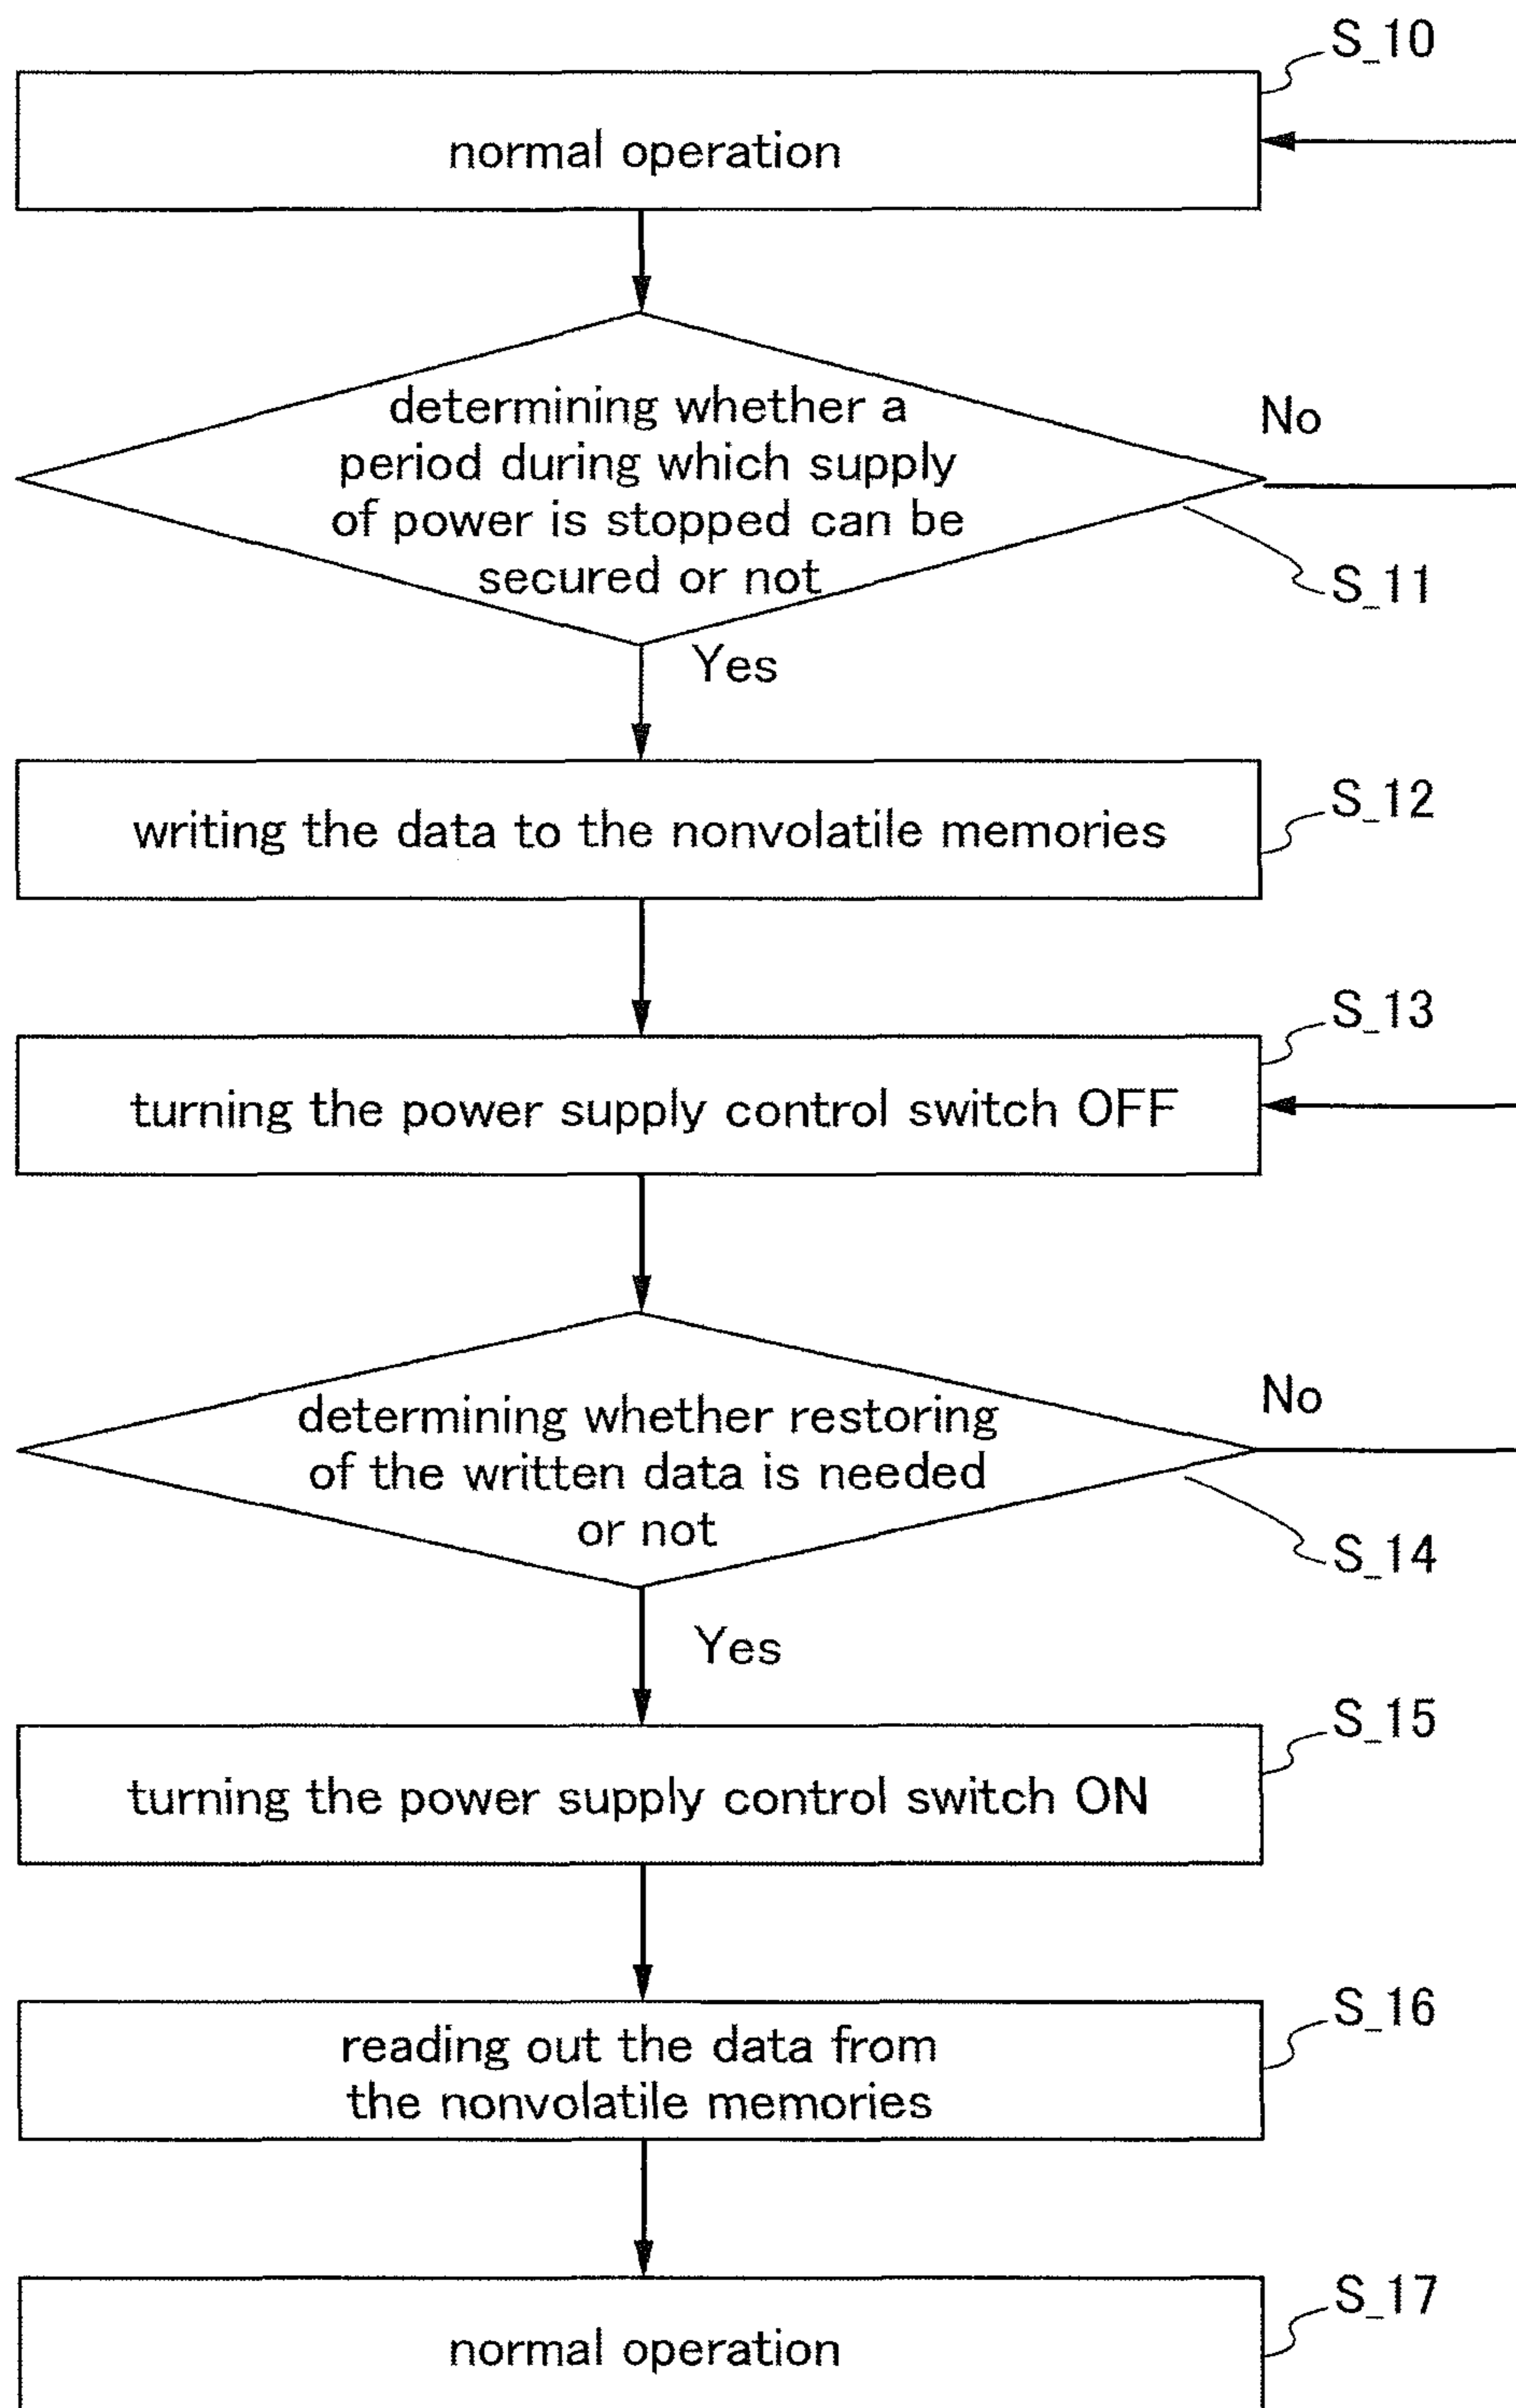 S_10
normal operation
determining whether a
period during which supply
of power is stopped can be
secured or not
No
S_11
Yes
writing the data to the nonvolatile memories
S_12
S_13
turning the power supply control switch OFF
determining whether restoring
of the written data is needed
or not
No
S_14
Yes
S_15
turning the power supply control switch ON
S_16
reading out the data from
the nonvolatile memories
S_17
normal operation